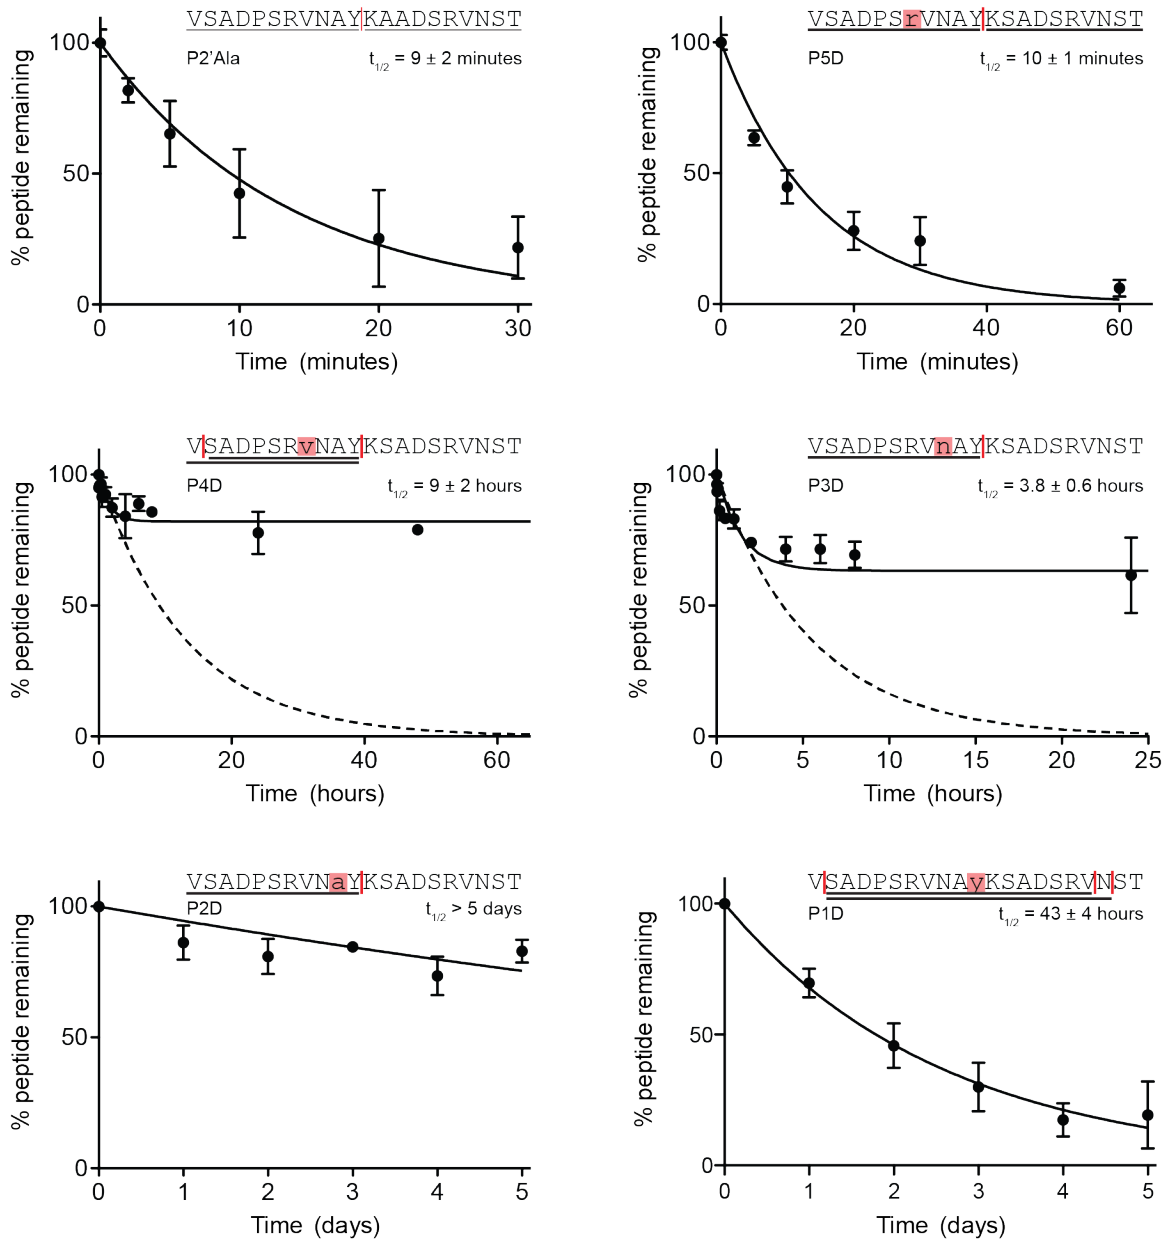 VSADPSRVNAYKAADSRVNST
P2'Ala
t1/2 = 9 ± 2 minutes
% peptide remaining
100
50
0
0 10 20 30
Time (minutes)
VSADPSrVNAYKSADSRVNST
P5D
t1/2 = 10 ± 1 minutes
% peptide remaining
100
50
0
0 20 40 60
Time (minutes)
VSADPSRvNAYKSADSRVNST
P4D
t1/2 = 9 ± 2 hours
% peptide remaining
100
50
0
0 20 40 60
Time (hours)
VSADPSRVnAYKSADSRVNST
P3D
t1/2 = 3.8 ± 0.6 hours
% peptide remaining
100
50
0
0 5 10 15 20 25
Time (hours)
VSADPSRVNaYKSADSRVNST
P2D
t1/2 > 5 days
% peptide remaining
100
50
0
0 1 2 3 4 5
Time (days)
VSADPSRVNAyKSADSRVNST
P1D
t1/2 = 43 ± 4 hours
% peptide remaining
100
50
0
0 1 2 3 4 5
Time (days)